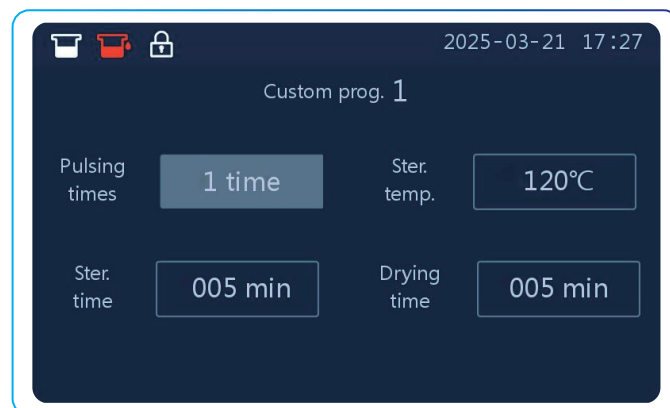 2025-03-21 17:27
Custom prog. 1
Pulsing
times
1 time
Ster.
temp.
120℃
Ster.
time
005 min
Drying
time
005 min